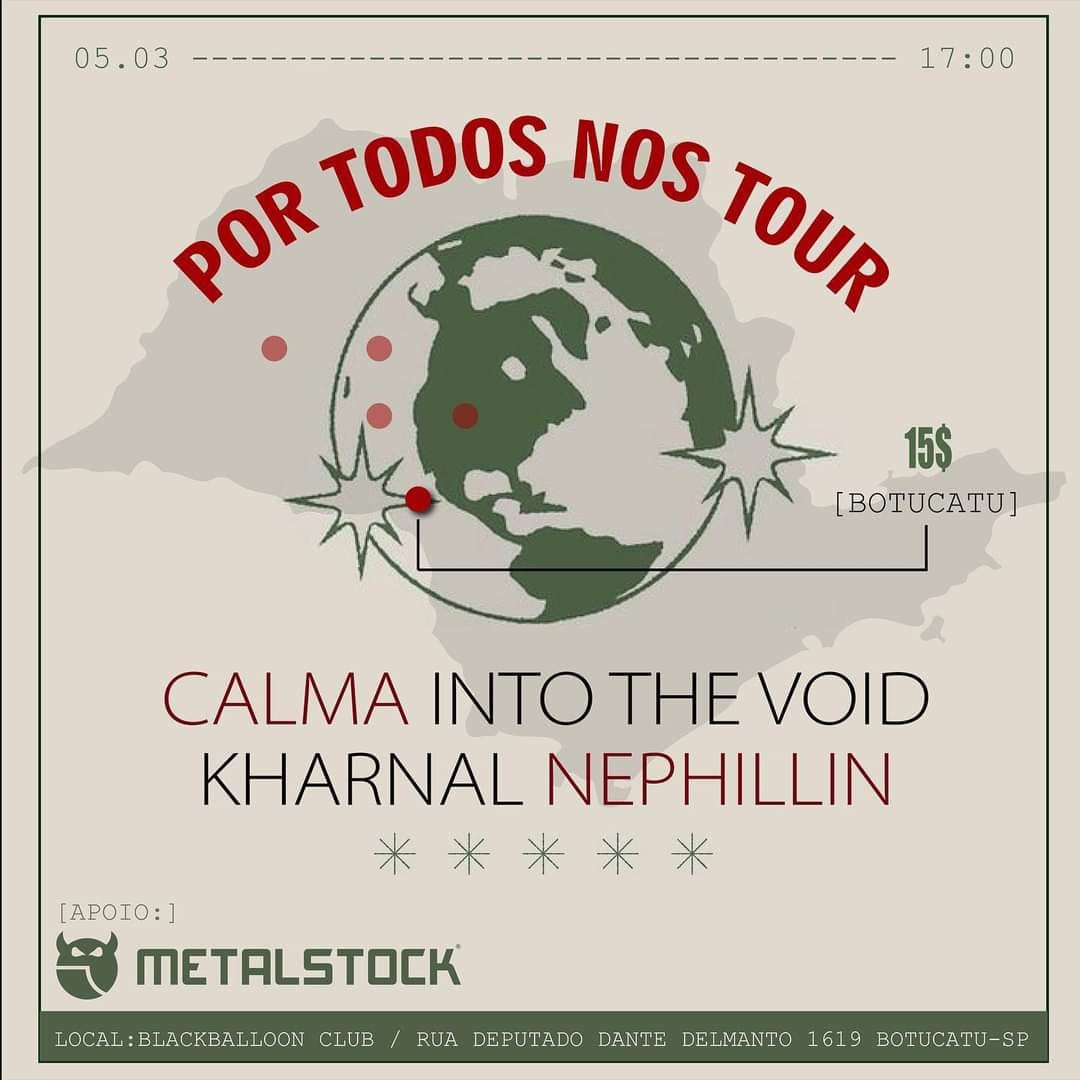 05.03 ------------------------------------ 17:00
POR TODOS NOS TOUR
15$
[BOTUCATU]
CALMA INTO THE VOID
KHARNAL NEPHILLIN
[APOIO:]
METALSTOCK
LOCAL:BLACKBALLOON CLUB / RUA DEPUTADO DANTE DELMANTO 1619 BOTUCATU-SP